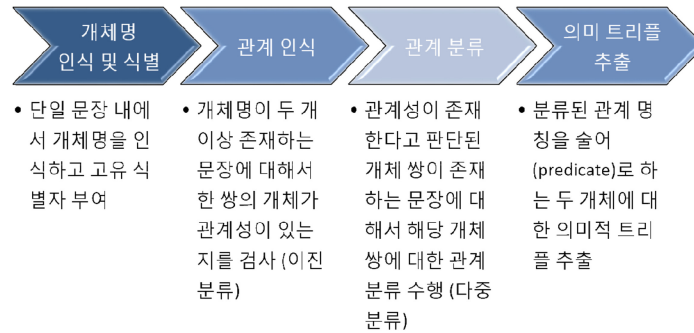 개체명
인식 및 식별
관계 인식
관계 분류
의미 트리플
추출
• 단일 문장 내에
서 개체명을 인
식하고 고유 식
별자 부여
• 개체명이 두 개
이상 존재하는
문장에 대해서
한 쌍의 개체가
관계성이 있는
지를 검사 (이진
분류)
• 관계성이 존재
한다고 판단된
개체 쌍이 존재
하는 문장에 대
해서 해당 개체
쌍에 대한 관계
분류 수행 (다중
분류)
• 분류된 관계 명
칭을 술어
(predicate)로 하
는 두 개체에 대
한 의미적 트리
플 추출